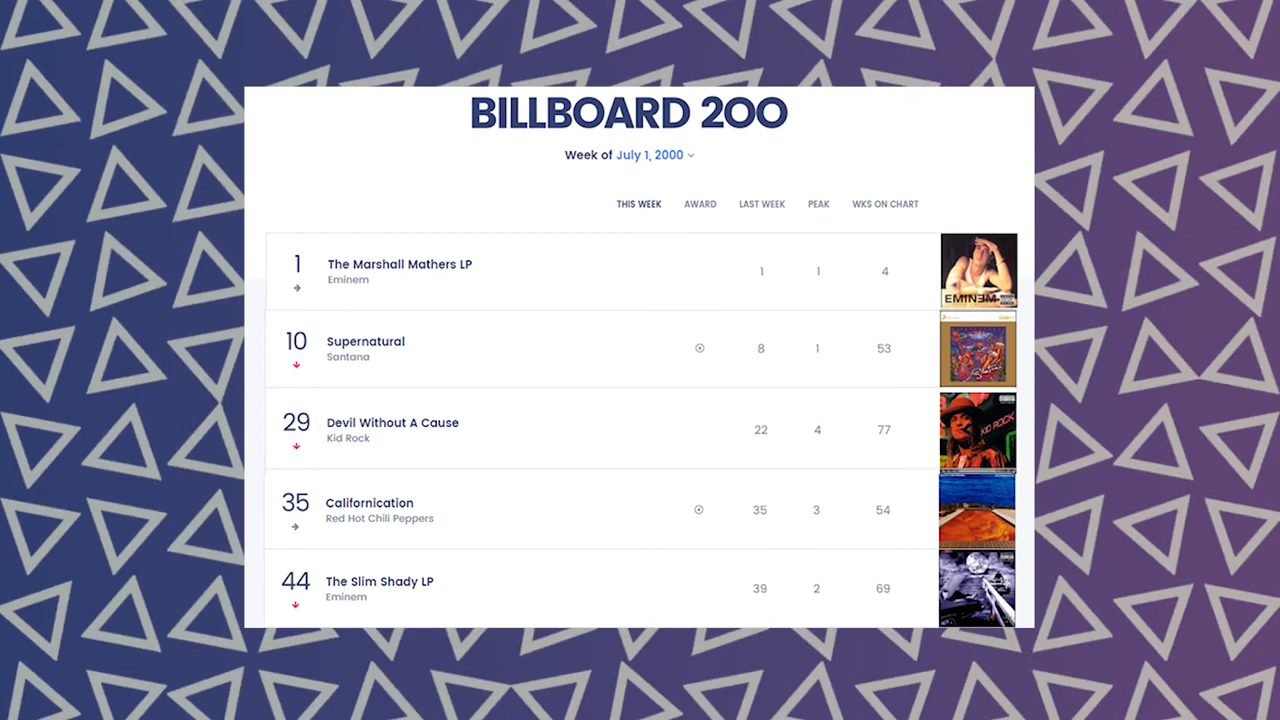 BILLBOARD 200
Week of July 1, 2000
THIS WEEK AWARD LAST WEEK PEAK WKS ON CHART
1 The Marshall Mathers LP 1 1 4
Eminem
EMINƎM
10 Supernatural 8 1 53
Santana
29 Devil Without A Cause 22 4 77
Kid Rock
KID ROCK
35 Californication 35 3 54
Red Hot Chili Peppers
44 The Slim Shady LP 39 2 69
Eminem